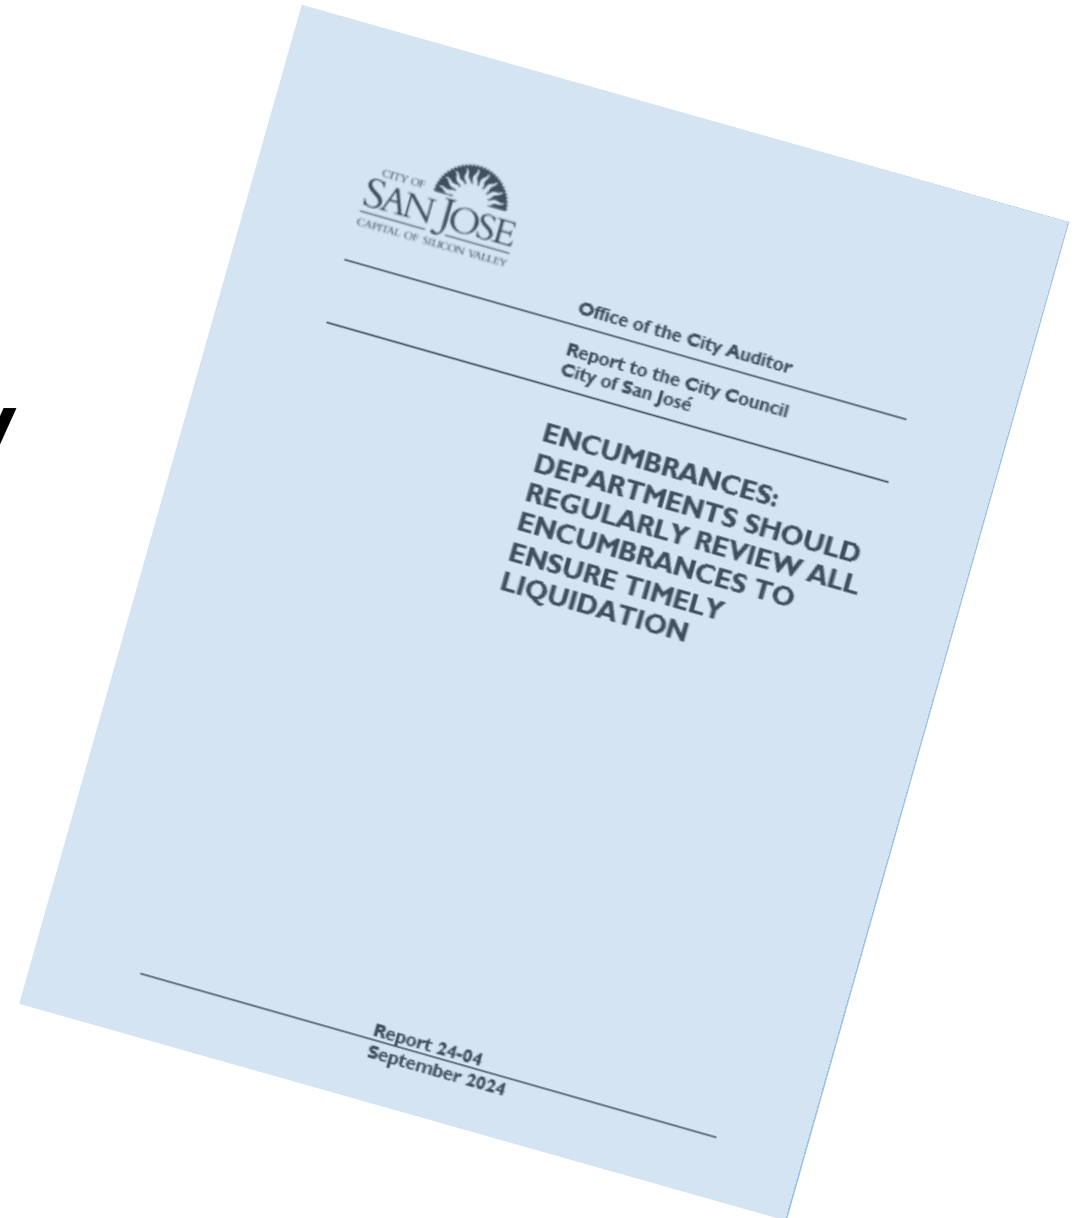 CITY OF
SAN JOSE
CAPITAL OF SILICON VALLEY
Office of the City Auditor
Report to the City Council
City of San José
ENCUMBRANCES:
DEPARTMENTS SHOULD
REGULARLY REVIEW ALL
ENCUMBRANCES TO
ENSURE TIMELY
LIQUIDATION
Report 24-04
September 2024